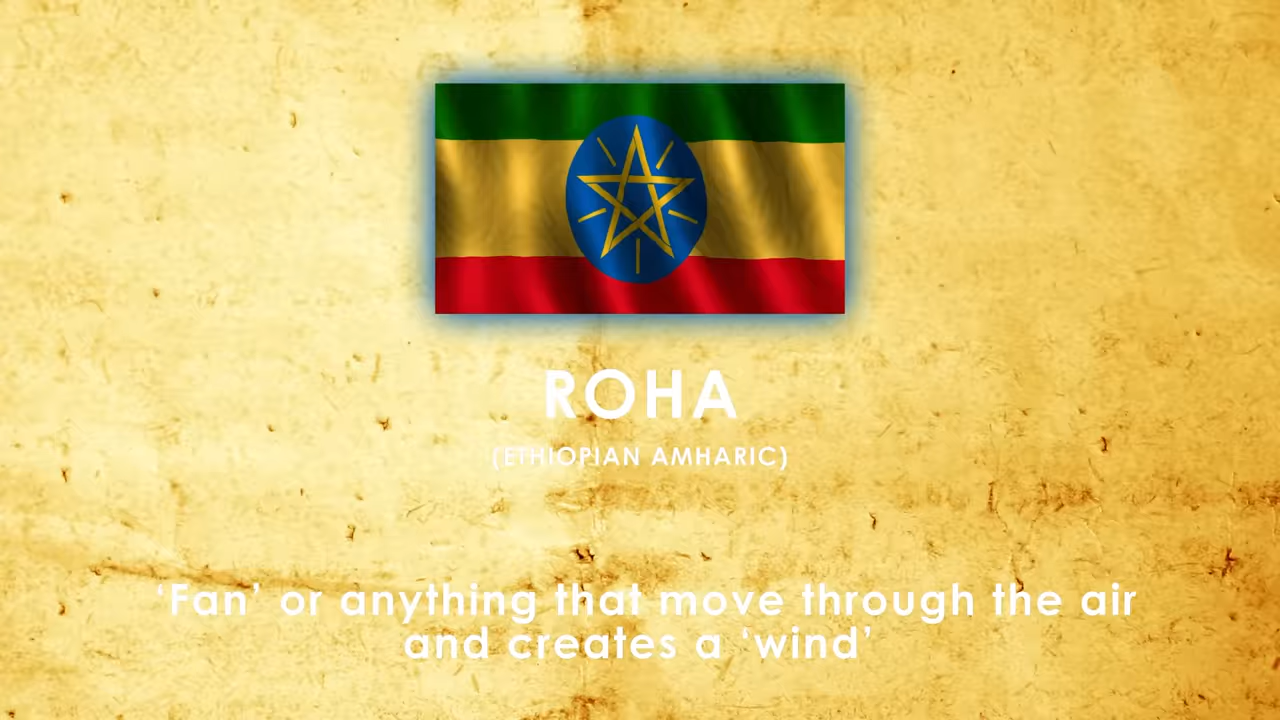 ROHA
(ETHIOPIAN AMHARIC)
‘Fan’ or anything that move through the air
and creates a ‘wind’